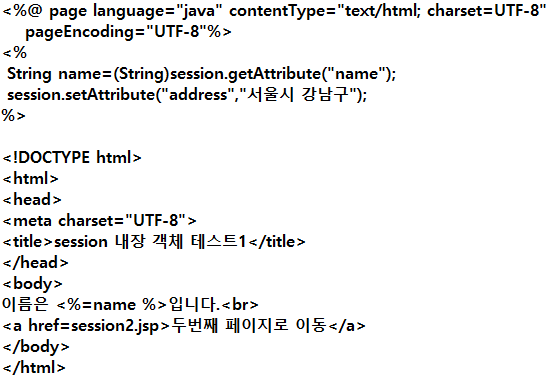 <%@ page language="java" contentType="text/html; charset=UTF-8"
pageEncoding="UTF-8"%>
<%
String name=(String)session.getAttribute("name");
session.setAttribute("address","서울시 강남구");
%>
<!DOCTYPE html>
<html>
<head>
<meta charset="UTF-8">
<title>session 내장 객체 테스트1</title>
</head>
<body>
이름은 <%=name %>입니다.<br>
<a href=session2.jsp>두번째 페이지로 이동</a>
</body>
</html>